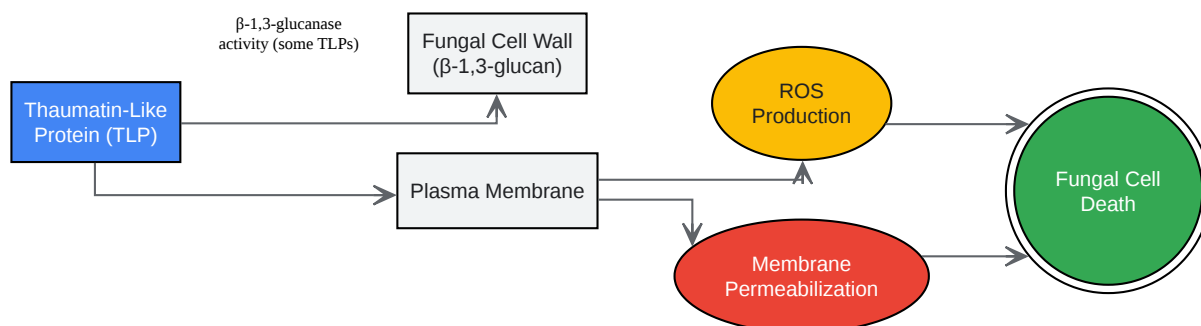 β-1,3-glucanase
activity (some TLPs)
Fungal Cell Wall
(β-1,3-glucan)
Thaumatin-Like
Protein (TLP)
ROS
Production
Plasma Membrane
Fungal Cell
Death
Membrane
Permeabilization